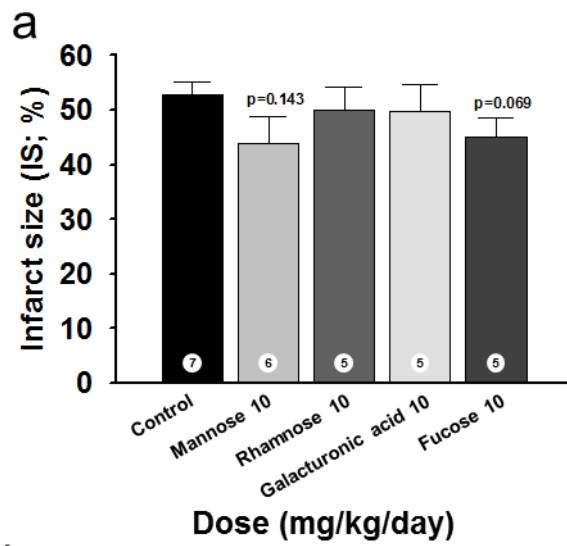 a
Infarct size (IS; %)
60
50
40
30
20
10
0
p=0.143
p=0.069
7
6
5
5
5
Control
Mannose 10
Rhamnose 10
Galacturonic acid 10
Fucose 10
Dose (mg/kg/day)